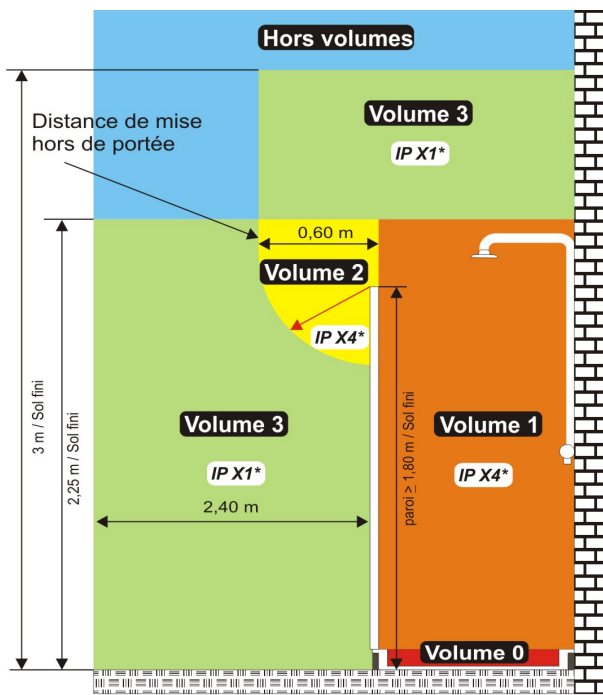 Hors volumes
Volume 3
IP X1*
Distance de mise
hors de portée
0,60 m
Volume 2
IP X4*
Volume 3
IP X1*
2,40 m
Volume 1
IP X4*
3 m / Sol fini
2,25 m / Sol fini
paroi ≥ 1,80 m / Sol fini
Volume 0